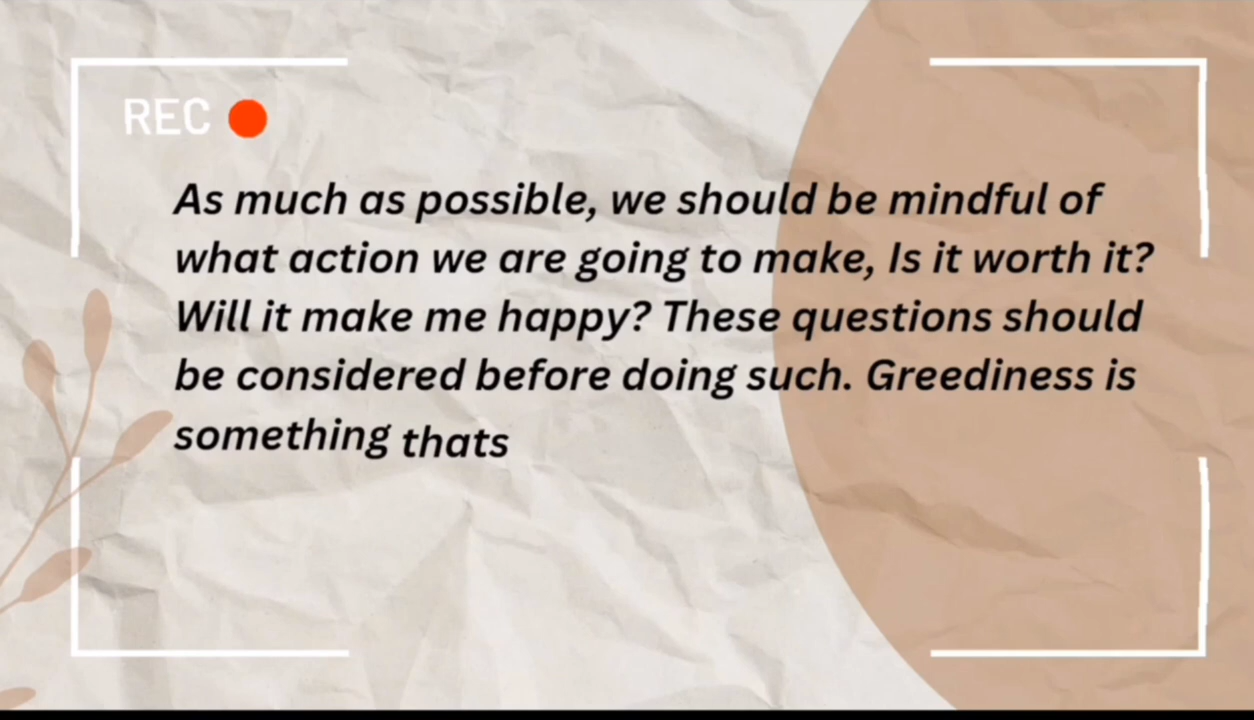 REC
As much as possible, we should be mindful of
what action we are going to make, Is it worth it?
Will it make me happy? These questions should
be considered before doing such. Greediness is
something thats